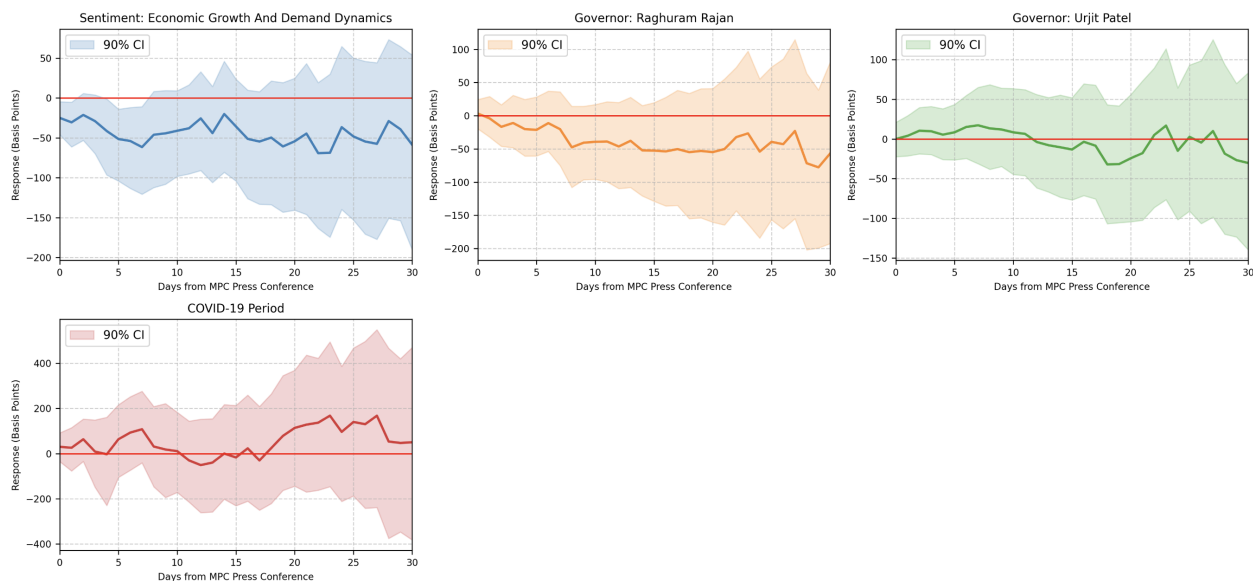 Sentiment: Economic Growth And Demand Dynamics
90% CI
Response (Basis Points)
50
0
−50
−100
−150
−200
0 5 10 15 20 25 30
Days from MPC Press Conference
Governor: Raghuram Rajan
90% CI
Response (Basis Points)
100
50
0
−50
−100
−150
−200
0 5 10 15 20 25 30
Days from MPC Press Conference
Governor: Urjit Patel
90% CI
Response (Basis Points)
100
50
0
−50
−100
−150
0 5 10 15 20 25 30
Days from MPC Press Conference
COVID-19 Period
90% CI
Response (Basis Points)
400
200
0
−200
−400
0 5 10 15 20 25 30
Days from MPC Press Conference